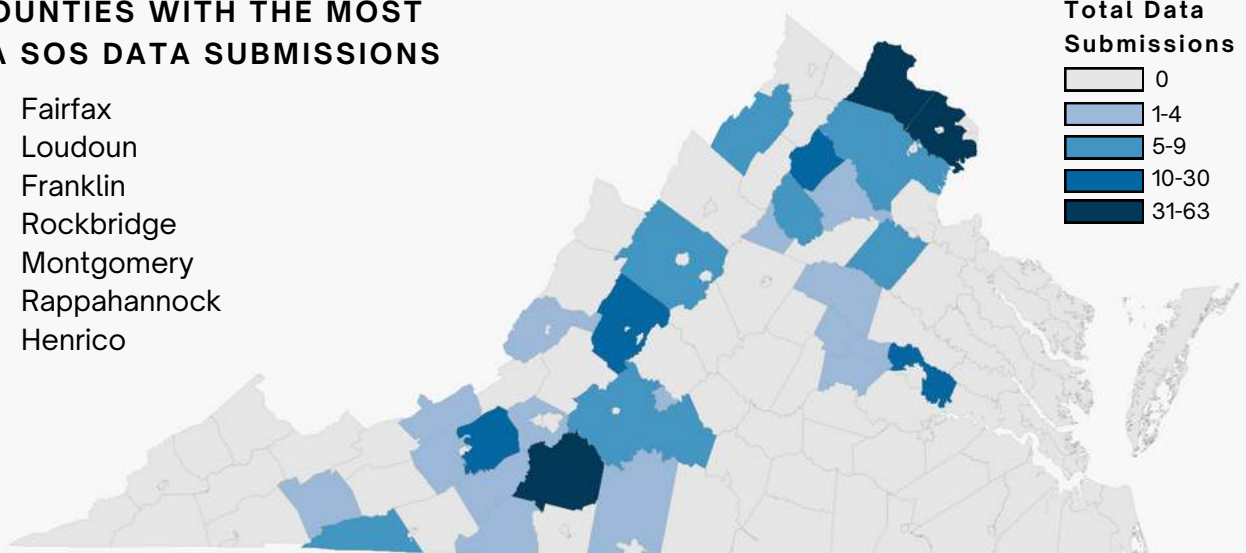 OUNTIES WITH THE MOST
A SOS DATA SUBMISSIONS
Fairfax
Loudoun
Franklin
Rockbridge
Montgomery
Rappahannock
Henrico
Total Data
Submissions
0
1-4
5-9
10-30
31-63